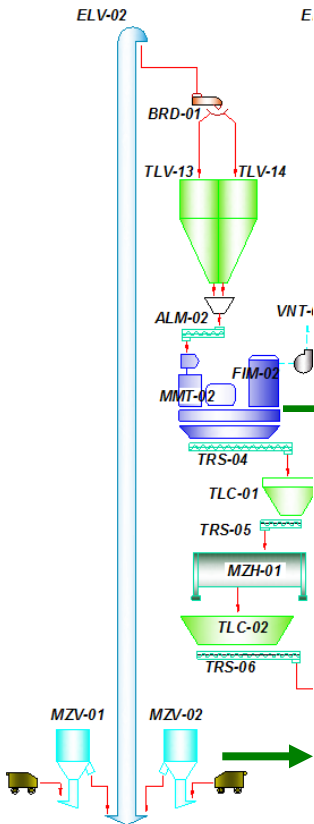 ELV-02
BRD-01
TLV-13
TLV-14
ALM-02
FIM-02
MMT-02
TRS-04
TLC-01
TRS-05
MZH-01
TLC-02
TRS-06
MZV-01
MZV-02